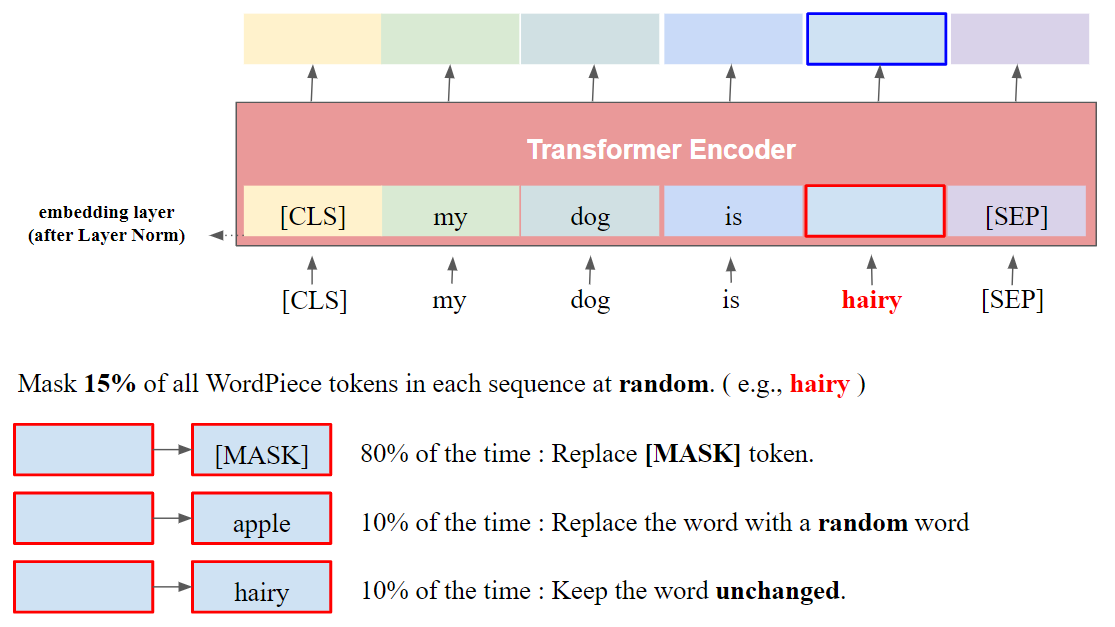 Transformer Encoder
embedding layer
(after Layer Norm)
[CLS] my dog is [SEP]
[CLS] my dog is hairy [SEP]
Mask 15% of all WordPiece tokens in each sequence at random. ( e.g., hairy )
[MASK] 80% of the time : Replace [MASK] token.
apple 10% of the time : Replace the word with a random word
hairy 10% of the time : Keep the word unchanged.